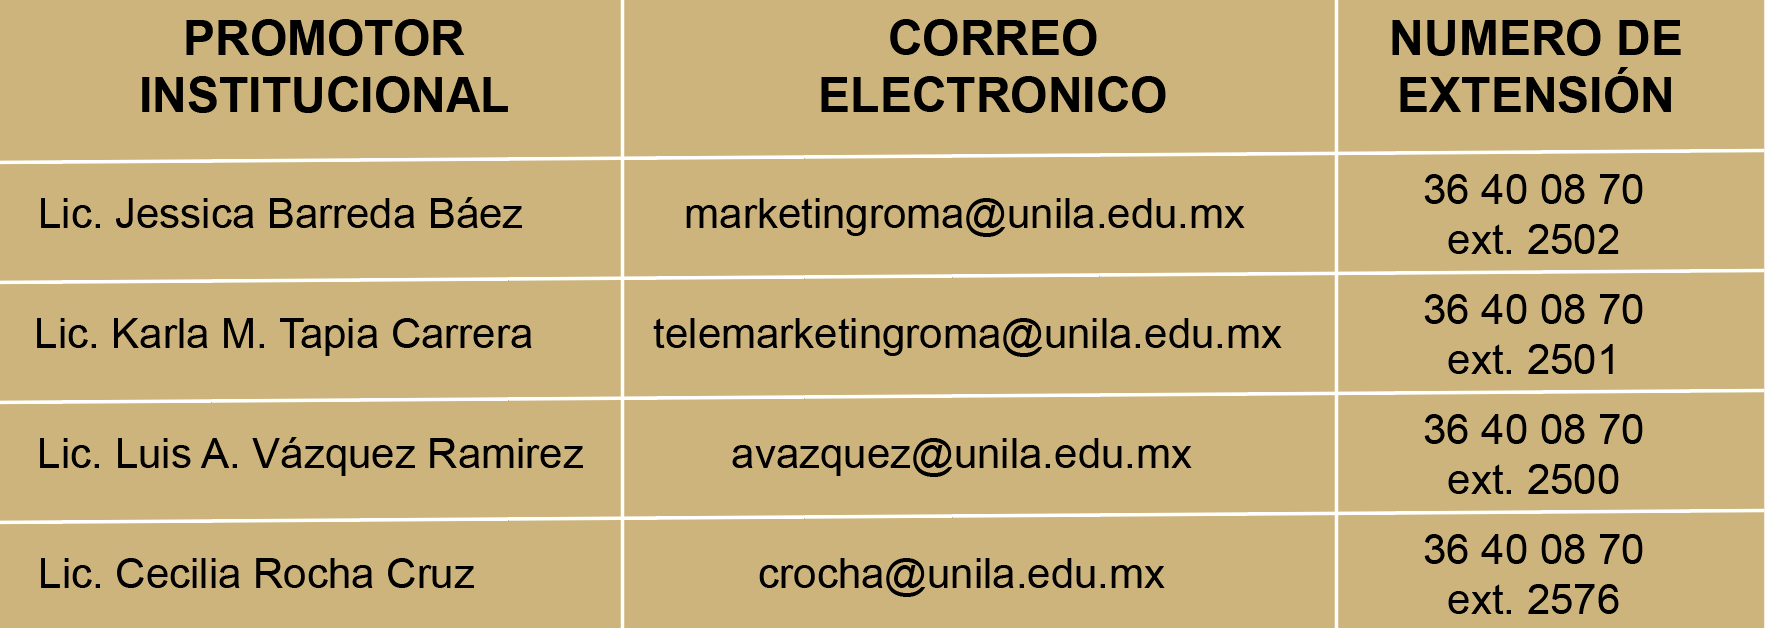 PROMOTOR
INSTITUCIONAL
CORREO
ELECTRONICO
NUMERO DE
EXTENSIÓN
Lic. Jessica Barreda Báez
marketingroma@unila.edu.mx
36 40 08 70
ext. 2502
Lic. Karla M. Tapia Carrera
telemarketingroma@unila.edu.mx
36 40 08 70
ext. 2501
Lic. Luis A. Vázquez Ramirez
avazquez@unila.edu.mx
36 40 08 70
ext. 2500
Lic. Cecilia Rocha Cruz
crocha@unila.edu.mx
36 40 08 70
ext. 2576